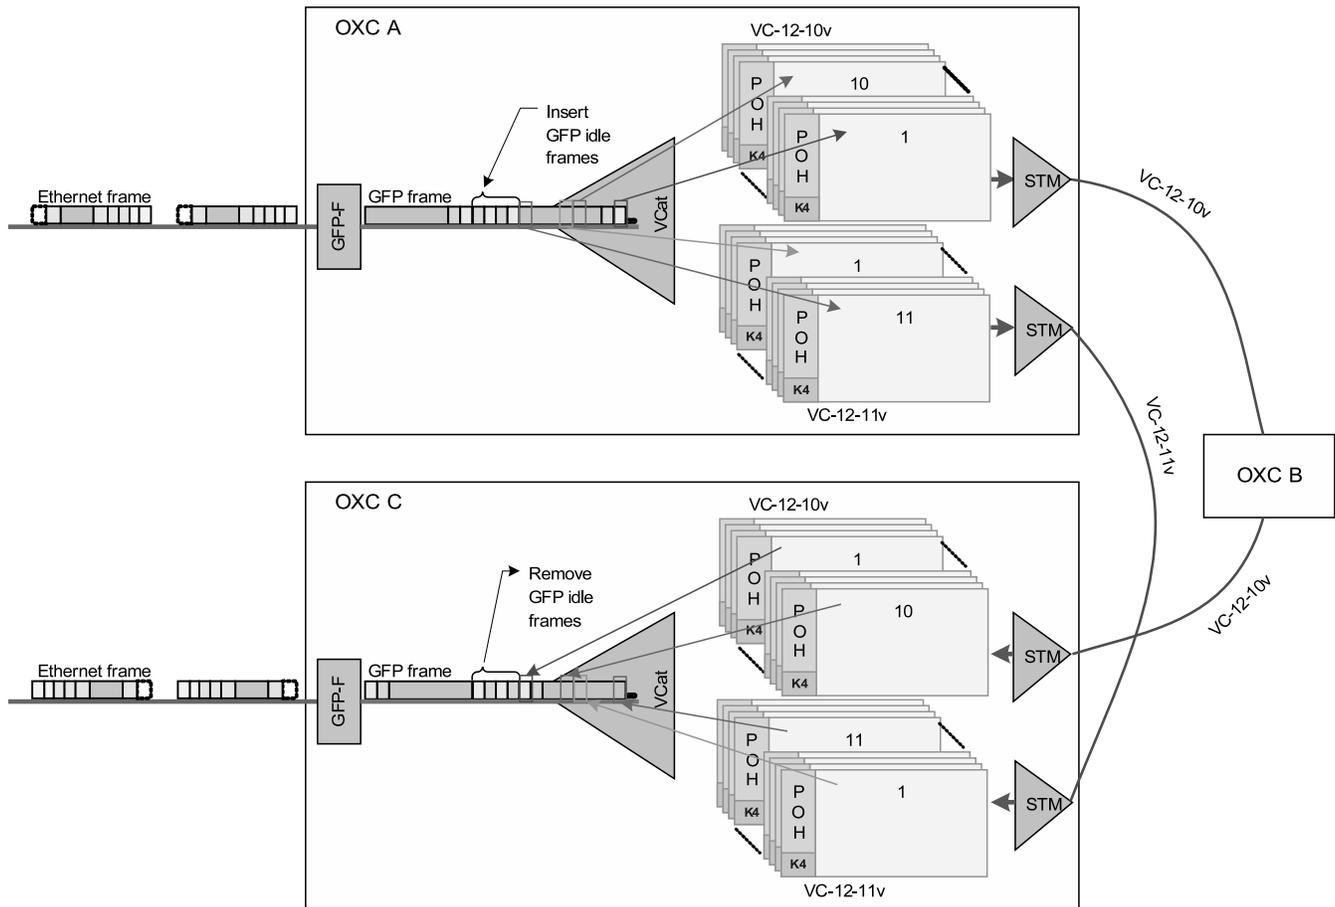 OXC A
VC-12-10v
P
O
H
K4
10
P
O
H
K4
1
Insert
GFP idle
frames
Ethernet frame
GFP-F
GFP frame
VCat
STM
VC-12-10v
P
O
H
K4
1
P
O
H
K4
11
VC-12-11v
STM
VC-12-11v
OXC B
OXC C
VC-12-10v
P
O
H
K4
1
P
O
H
K4
10
Remove
GFP idle
frames
Ethernet frame
GFP-F
GFP frame
VCat
STM
VC-12-10v
P
O
H
K4
11
P
O
H
K4
1
VC-12-11v
STM